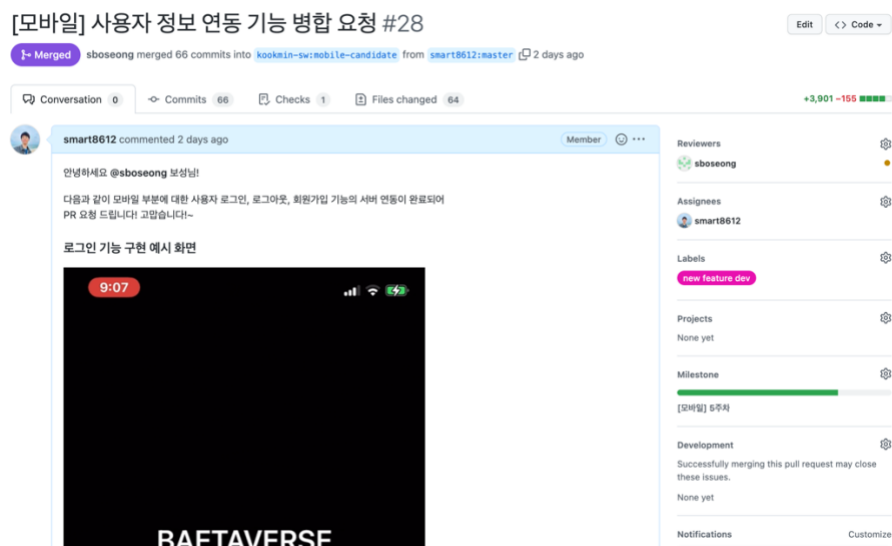 [모바일] 사용자 정보 연동 기능 병합 요청 #28
Edit
<> Code
Merged sboseong merged 66 commits into kookmin-sw:mobile-candidate from smart8612:master 2 days ago
Conversation 0 Commits 66 Checks 1 Files changed 64
+3,901 −155
smart8612 commented 2 days ago
Member
안녕하세요 @sboseong 보성님!
다음과 같이 모바일 부분에 대한 사용자 로그인, 로그아웃, 회원가입 기능의 서버 연동이 완료되어
PR 요청 드립니다! 고맙습니다!~
로그인 기능 구현 예시 화면
9:07
BAETAVERSE
Reviewers
sboseong
Assignees
smart8612
Labels
new feature dev
Projects
None yet
Milestone
[모바일] 5주차
Development
Successfully merging this pull request may close
these issues.
None yet
Notifications
Customize